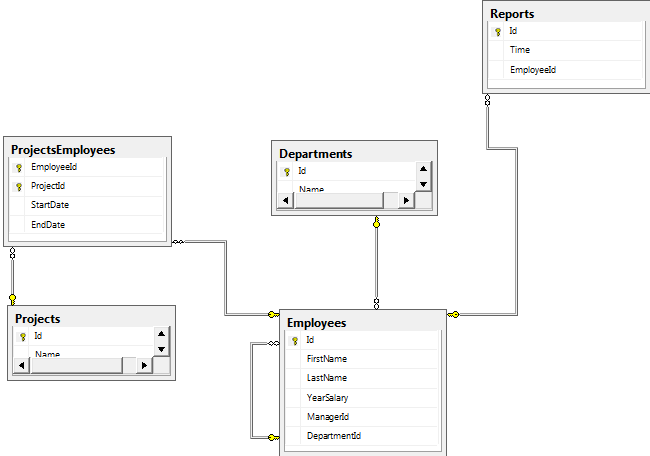 Reports
Id
Time
EmployeeId
ProjectsEmployees
EmployeeId
ProjectId
StartDate
EndDate
Departments
Id
Name
Projects
Id
Name
Employees
Id
FirstName
LastName
YearSalary
ManagerId
DepartmentId